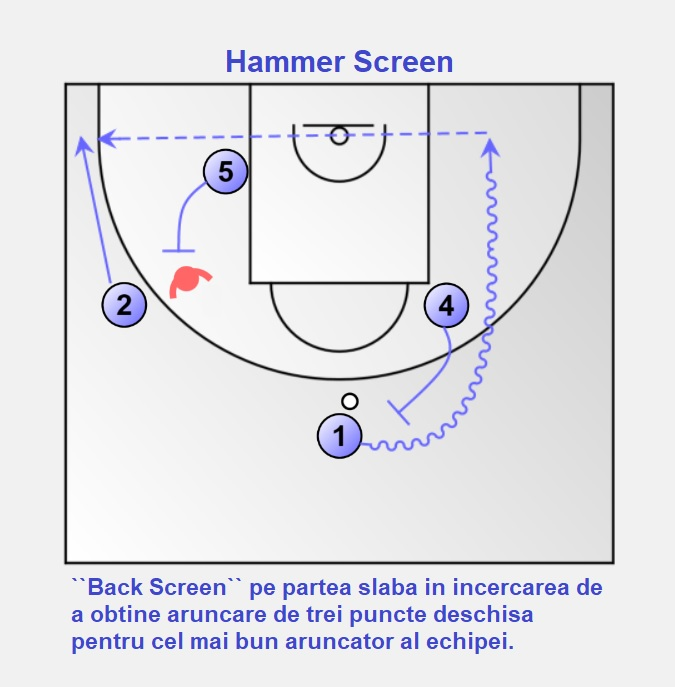 Hammer Screen
5
2
4
1
``Back Screen`` pe partea slaba in incercarea de
a obtine aruncare de trei puncte deschisa
pentru cel mai bun aruncator al echipei.